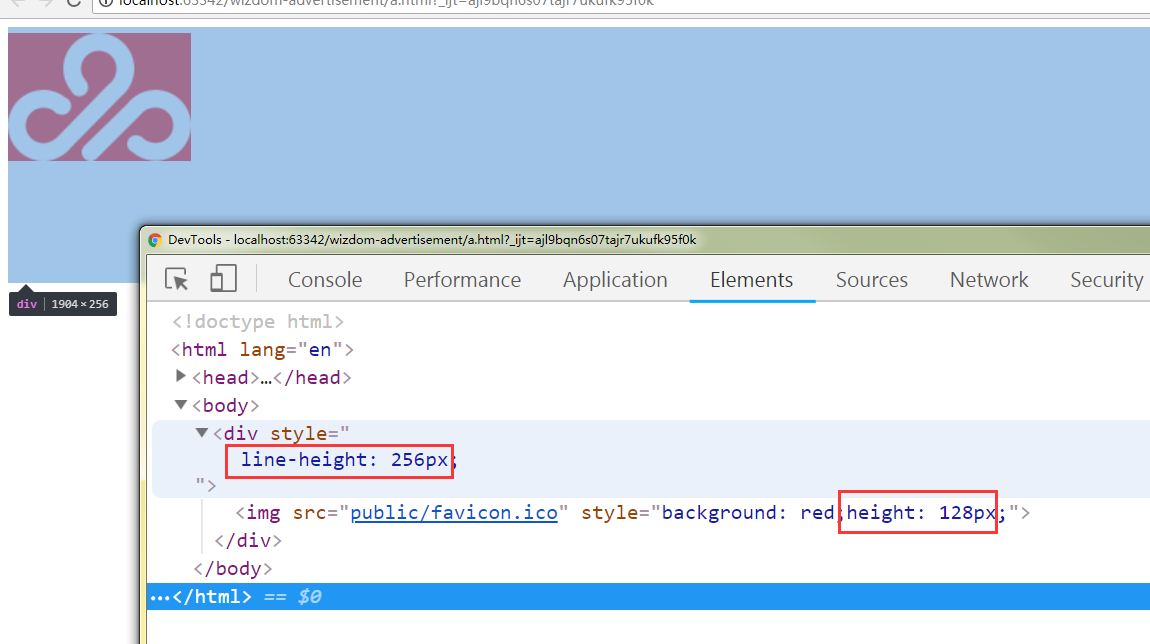 localhost:63342/wizdom-advertisement/a.html?_ijt=ajl9bqn6s07tajr7ukufk95f0k
DevTools - localhost:63342/wizdom-advertisement/a.html?_ijt=ajl9bqn6s07tajr7ukufk95f0k
Console Performance Application Elements Sources Network Security
div 1904×256
<!doctype html>
<html lang="en">
<head>…</head>
<body>
<div style="
line-height: 256px;
">
<img src="public/favicon.ico" style="background: red;height: 128px;">
</div>
</body>
…</html> == $0